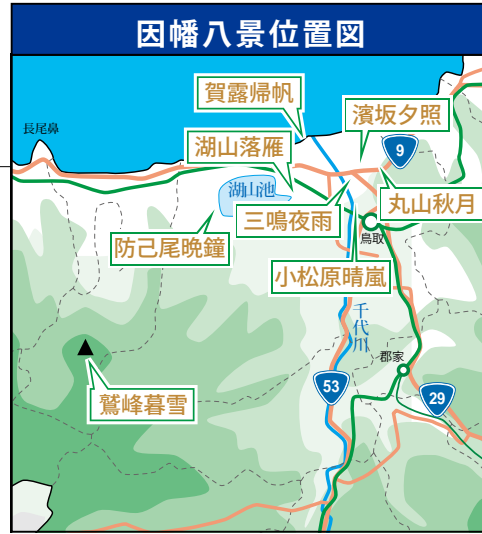 因幡八景位置図
賀露帰帆
濱坂夕照
長尾鼻
湖山落雁
9
湖山池
丸山秋月
三鳴夜雨
防己尾晩鐘
鳥取
小松原晴嵐
千代川
郡家
53
29
鷲峰暮雪